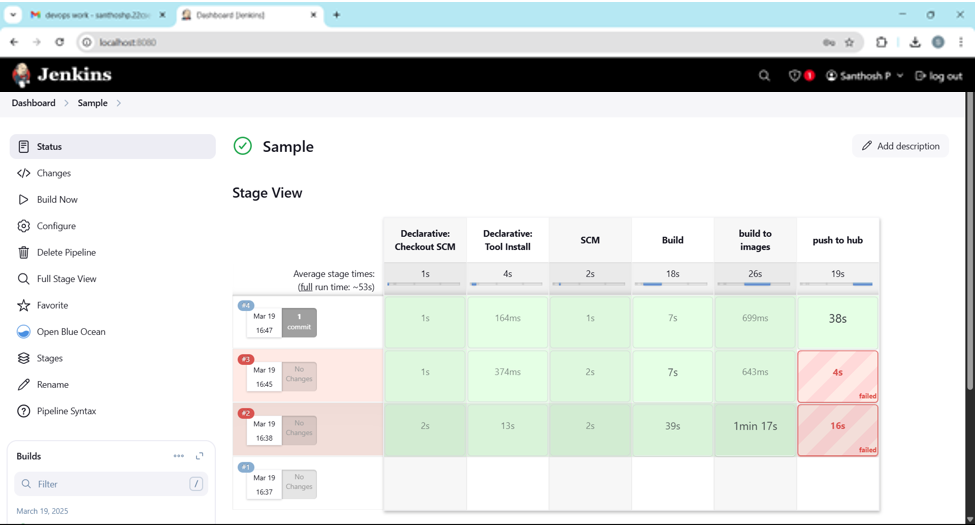 devops work - santhoshp.22cs
Dashboard [Jenkins]
localhost:8080
Jenkins
1
Santhosh P
log out
Dashboard
Sample
Status
Changes
Build Now
Configure
Delete Pipeline
Full Stage View
Favorite
Open Blue Ocean
Stages
Rename
Pipeline Syntax
Builds
Filter
/
March 19, 2025
Sample
Add description
Stage View
Declarative: Checkout SCM
Declarative: Tool Install
SCM
Build
build to images
push to hub
Average stage times:
(full run time: ~53s)
1s
4s
2s
18s
26s
19s
#4
Mar 19
16:47
1
commit
1s
164ms
1s
7s
699ms
38s
#3
Mar 19
16:45
No
Changes
1s
374ms
2s
7s
643ms
4s
failed
#2
Mar 19
16:38
No
Changes
2s
13s
2s
39s
1min 17s
16s
failed
#1
Mar 19
16:37
No
Changes